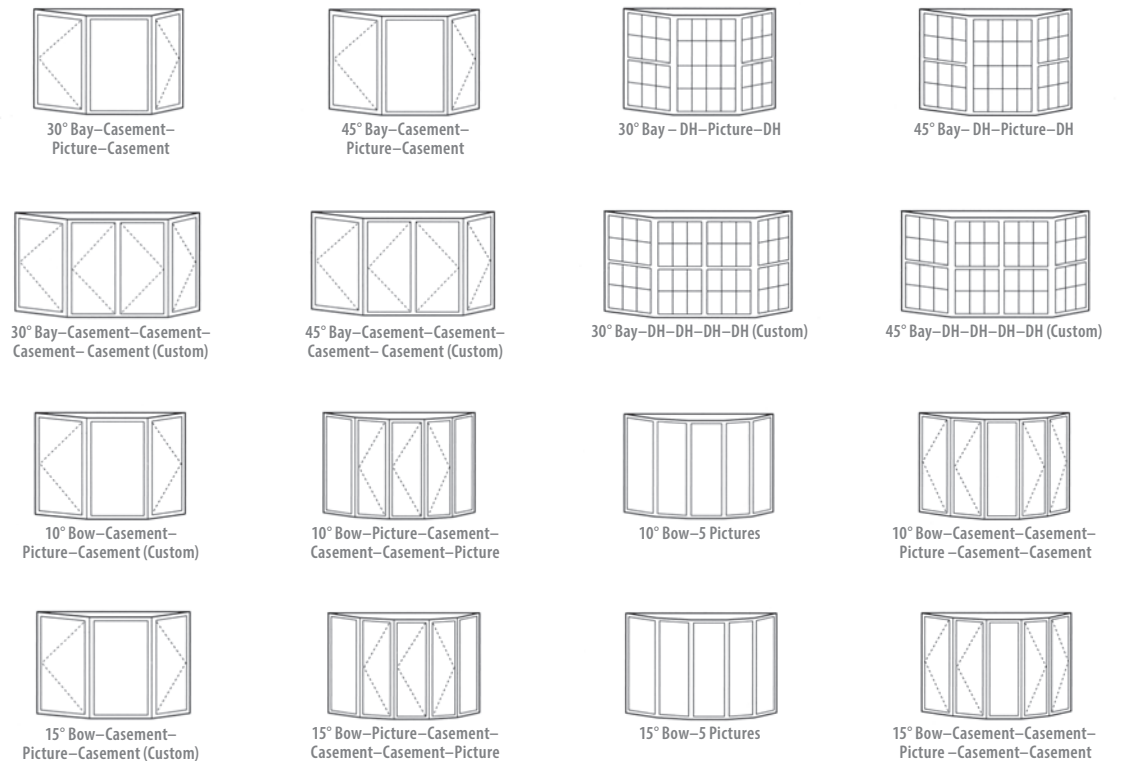 30° Bay–Casement–
Picture–Casement
45° Bay–Casement–
Picture–Casement
30° Bay – DH–Picture–DH
45° Bay– DH–Picture–DH
30° Bay–Casement–Casement–
Casement– Casement (Custom)
45° Bay–Casement–Casement–
Casement– Casement (Custom)
30° Bay–DH–DH–DH–DH (Custom)
45° Bay–DH–DH–DH–DH (Custom)
10° Bow–Casement–
Picture–Casement (Custom)
10° Bow–Picture–Casement–
Casement–Casement–Picture
10° Bow–5 Pictures
10° Bow–Casement–Casement–
Picture –Casement–Casement
15° Bow–Casement–
Picture–Casement (Custom)
15° Bow–Picture–Casement–
Casement–Casement–Picture
15° Bow–5 Pictures
15° Bow–Casement–Casement–
Picture –Casement–Casement